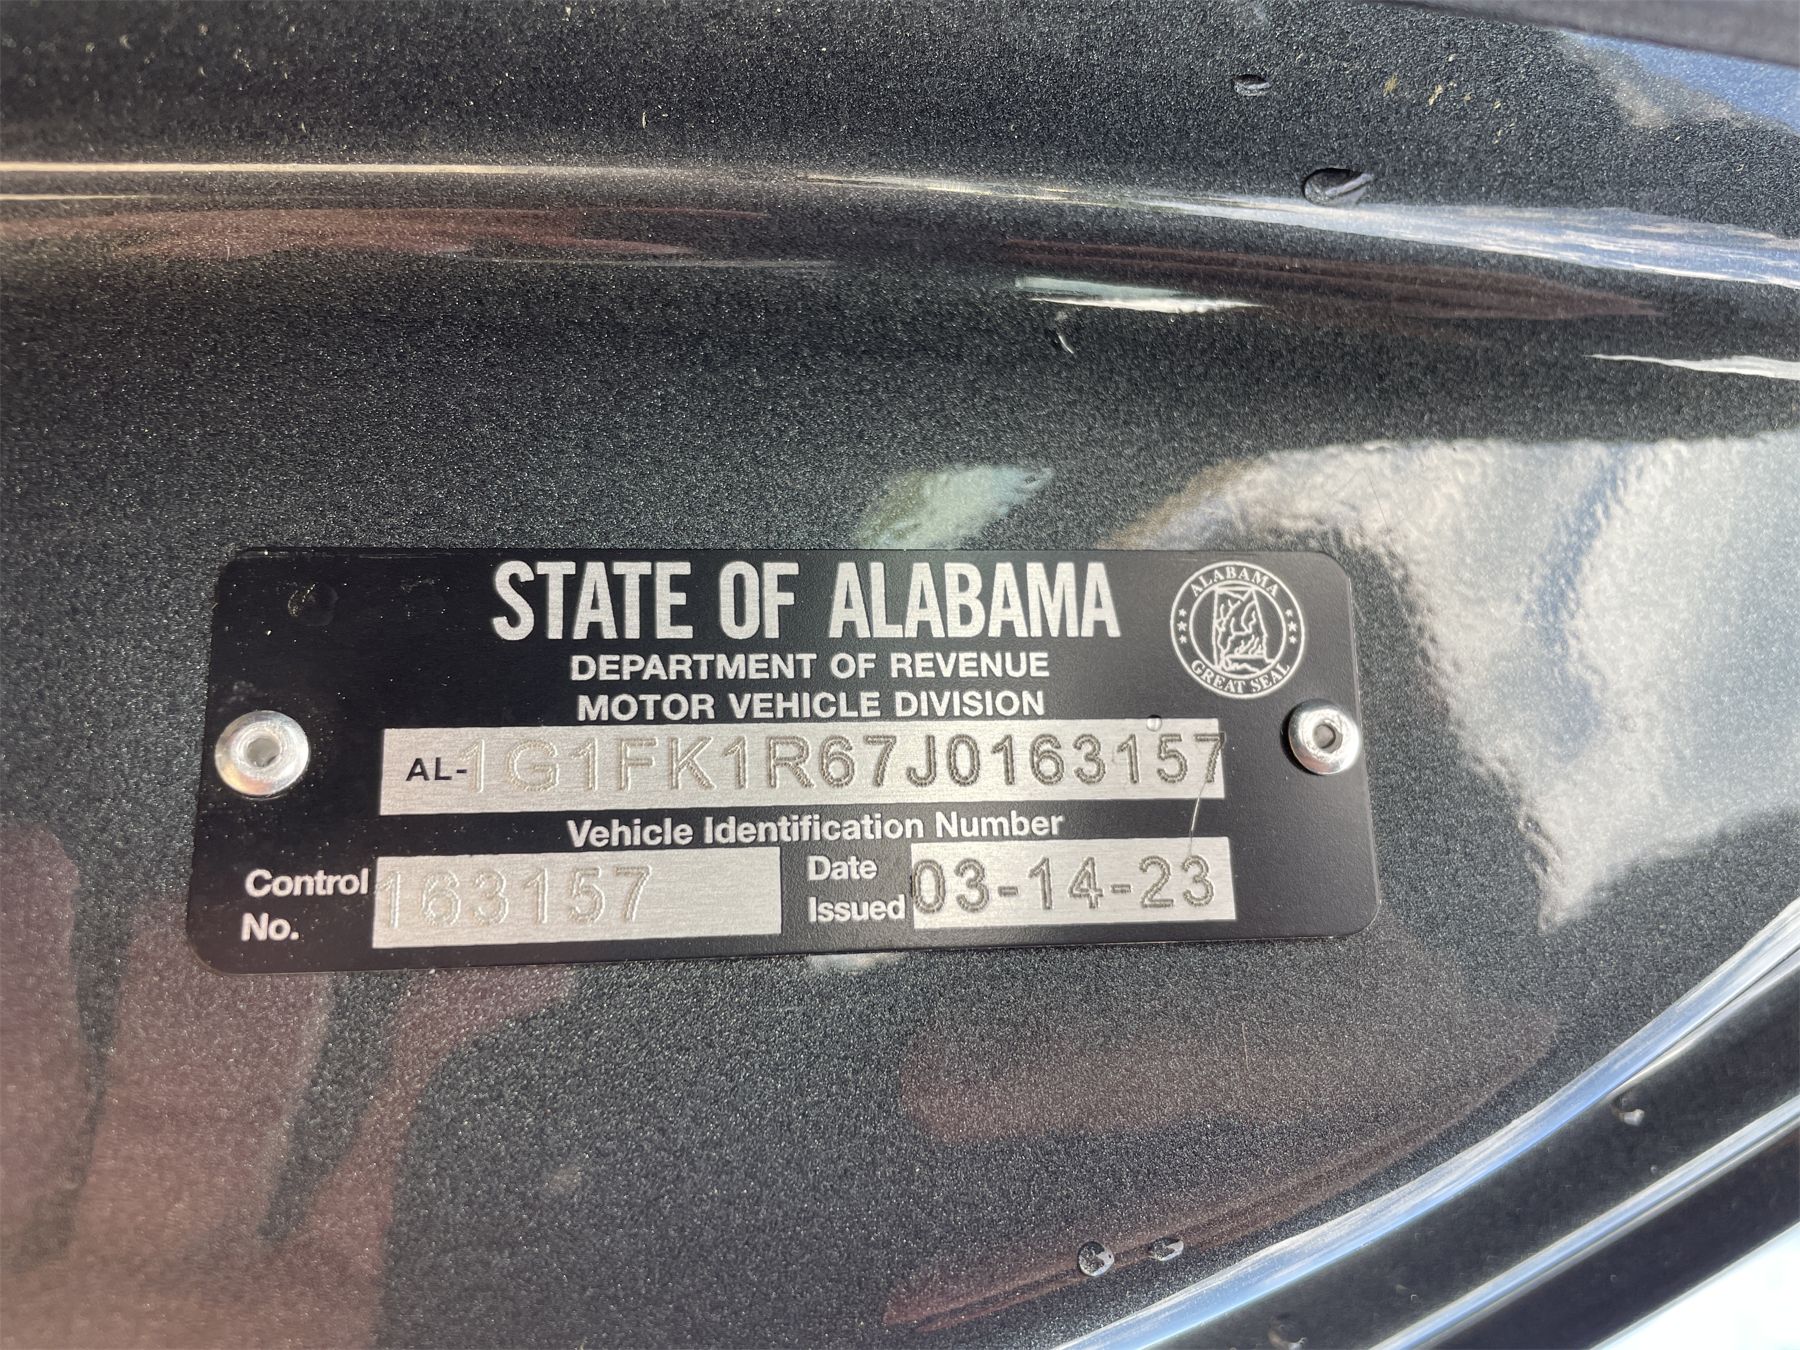 STATE OF ALABAMA
ALABAMA
GREAT SEAL
DEPARTMENT OF REVENUE
MOTOR VEHICLE DIVISION
AL-1G1FK1R67J0163157
Vehicle Identification Number
Control No. 163157
Date Issued 03-14-23